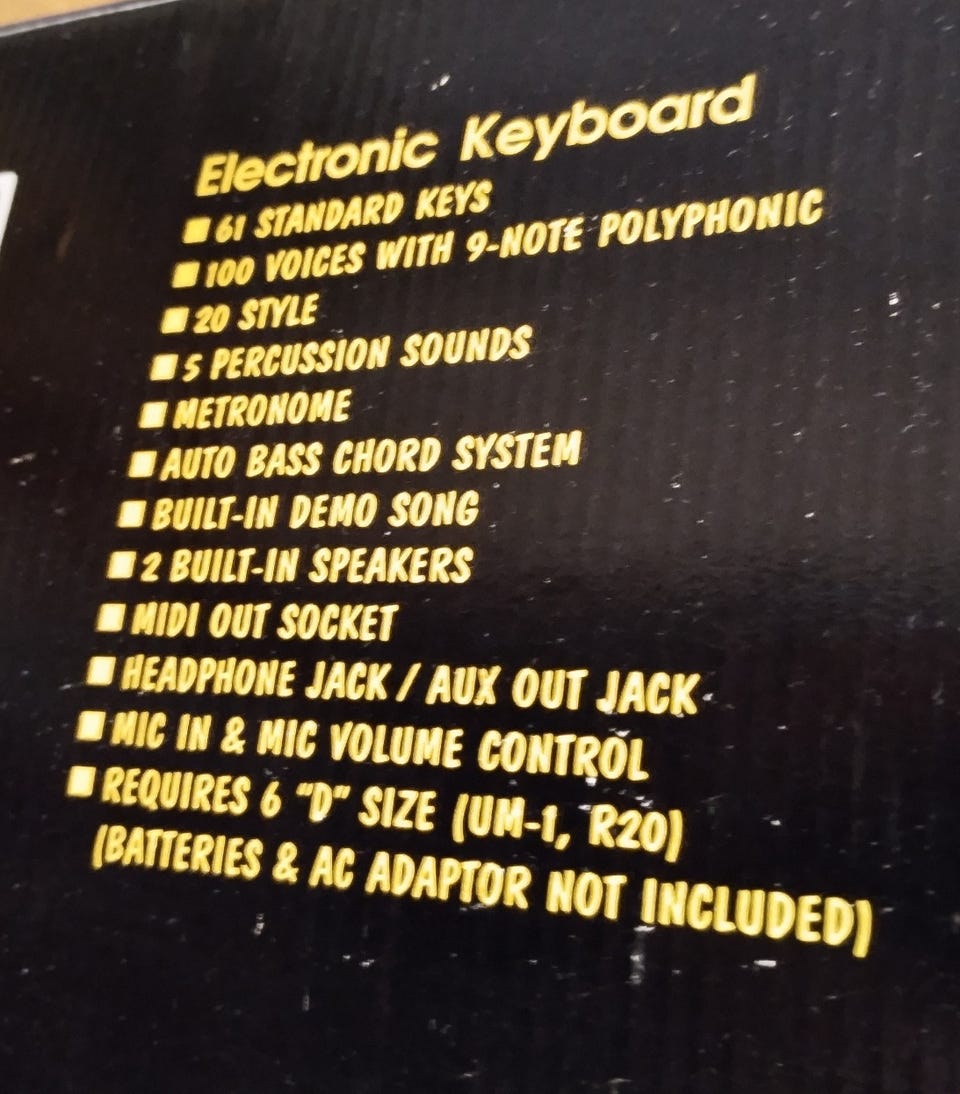 Electronic Keyboard
■ 61 STANDARD KEYS
■ 100 VOICES WITH 9-NOTE POLYPHONIC
■ 20 STYLE
■ 5 PERCUSSION SOUNDS
■ METRONOME
■ AUTO BASS CHORD SYSTEM
■ BUILT-IN DEMO SONG
■ 2 BUILT-IN SPEAKERS
■ MIDI OUT SOCKET
■ HEADPHONE JACK / AUX OUT JACK
■ MIC IN & MIC VOLUME CONTROL
■ REQUIRES 6 "D" SIZE (UM-1, R20)
(BATTERIES & AC ADAPTOR NOT INCLUDED)